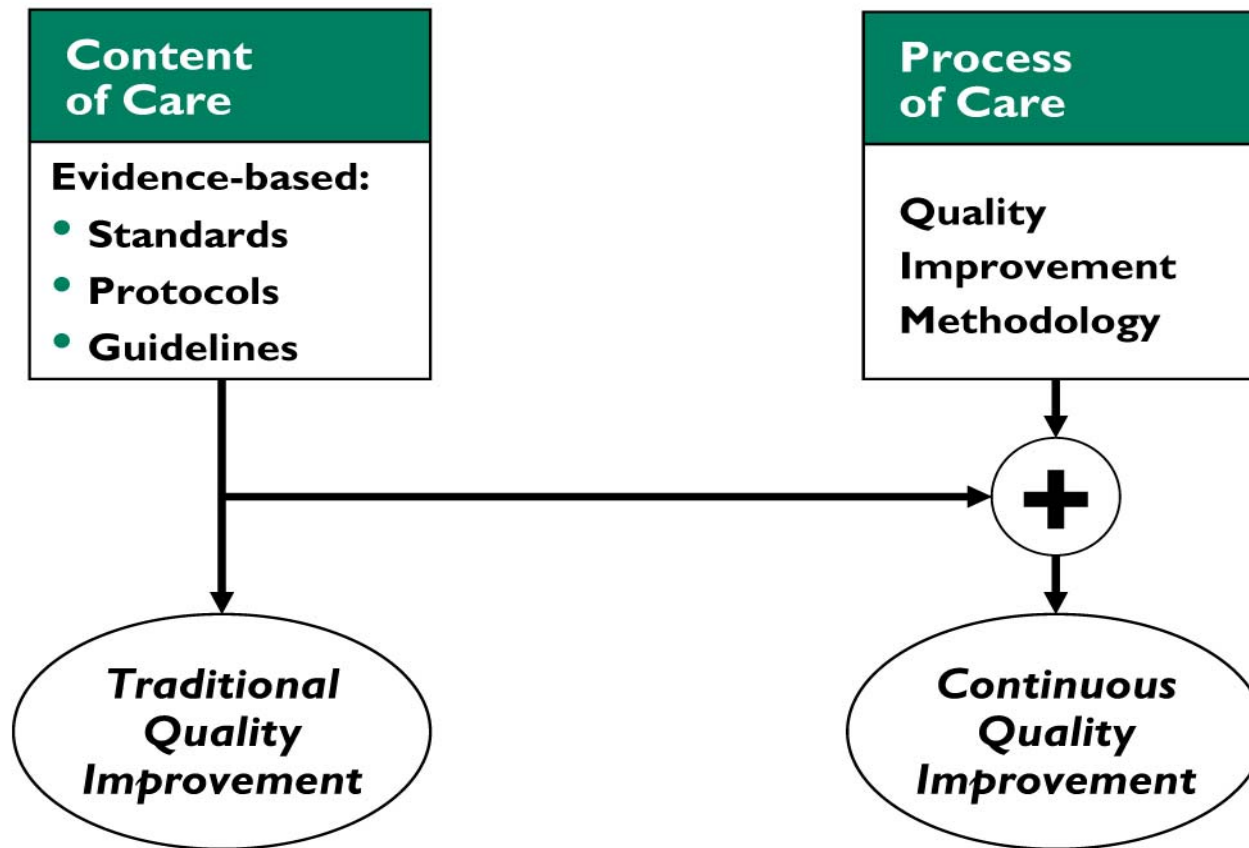 Content
of Care
Evidence-based:
• Standards
• Protocols
• Guidelines
Process
of Care
Quality
Improvement
Methodology
+
Traditional
Quality
Improvement
Continuous
Quality
Improvement